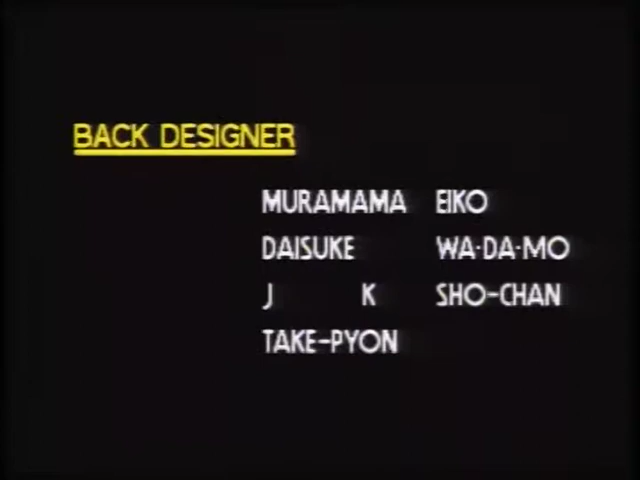 BACK DESIGNER
MURAMAMA EIKO
DAISUKE WA·DA·MO
J K SHO-CHAN
TAKE-PYON